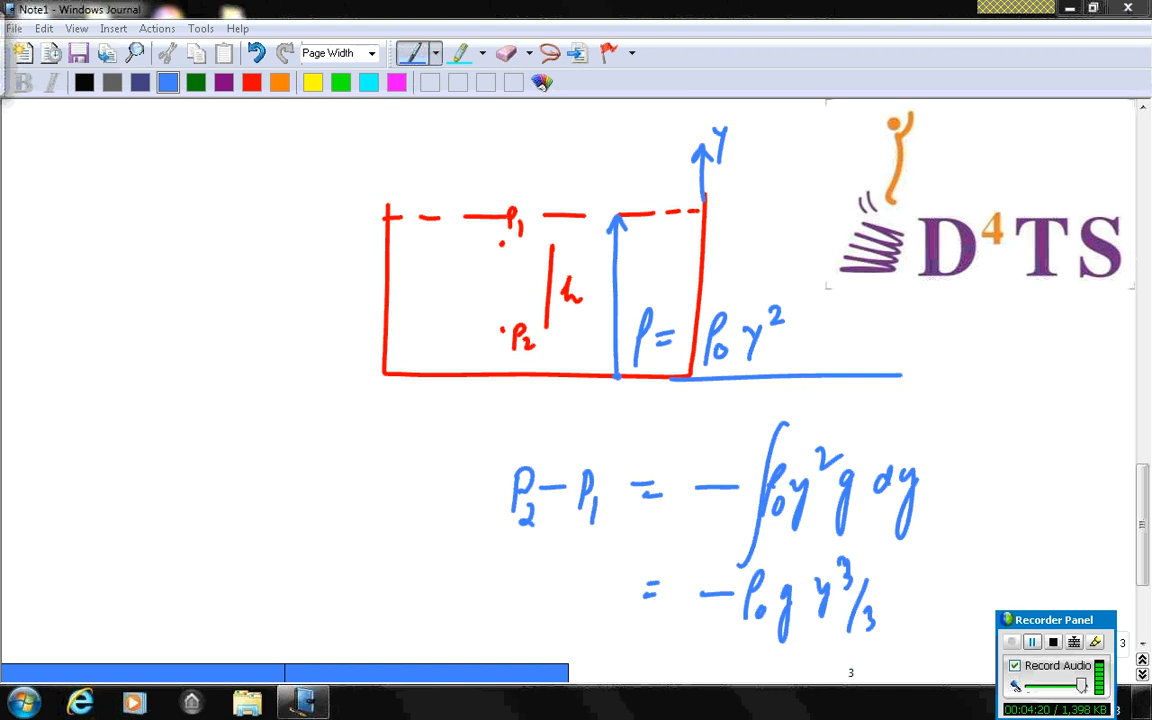 Note1 - Windows Journal
File Edit View Insert Actions Tools Help
Page Width
B I
y
P1
h
P2
ρ = ρ0 y²
D⁴TS
P2 - P1 = - ∫ρ0 y² g dy
= - ρ0 g y³/3
Recorder Panel
3
Record Audio
3
00:04:20 / 1,398 KB